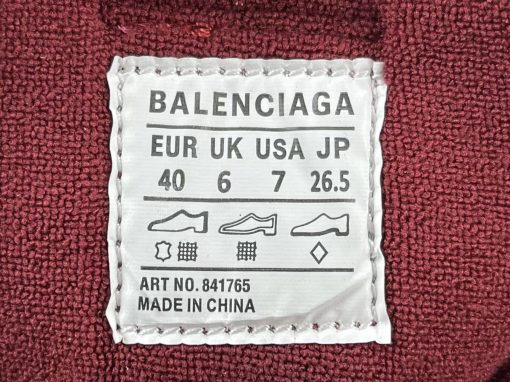 BALENCIAGA
EUR UK USA JP
40 6 7 26.5
ART NO. 841765
MADE IN CHINA